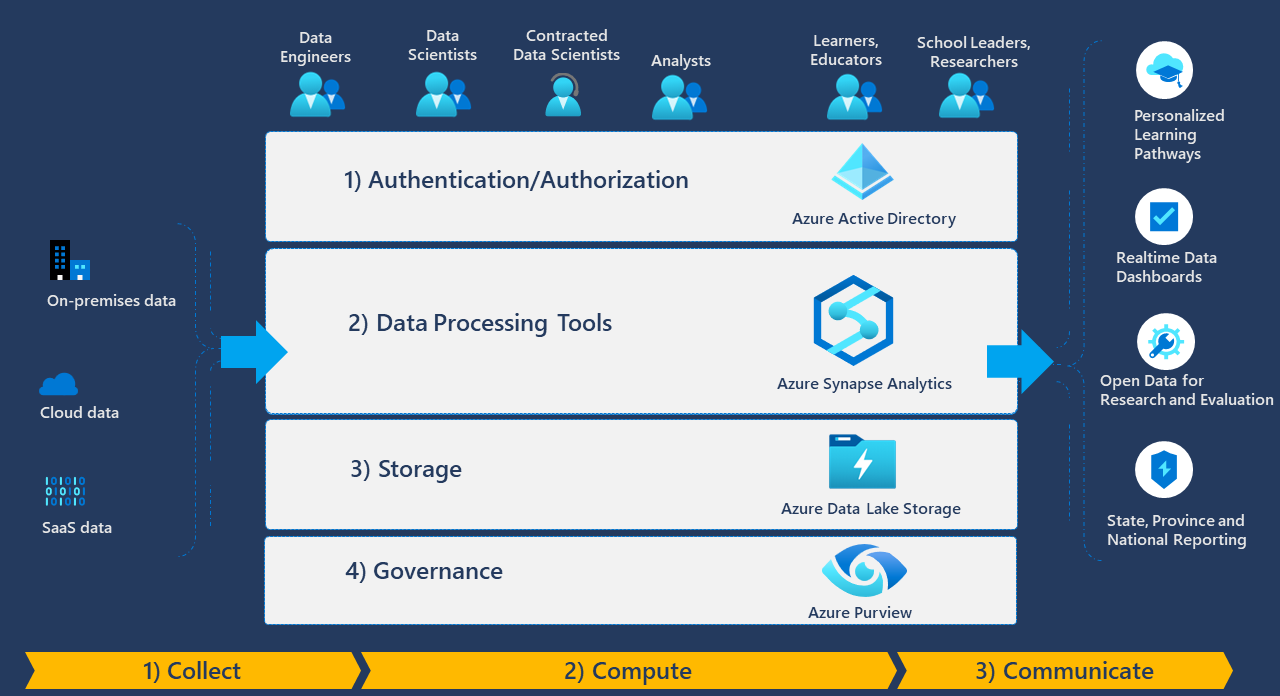 Data
Engineers
Data
Scientists
Contracted
Data Scientists
Analysts
Learners,
Educators
School Leaders,
Researchers
1) Authentication/Authorization
Azure Active Directory
2) Data Processing Tools
Azure Synapse Analytics
3) Storage
Azure Data Lake Storage
4) Governance
Azure Purview
On-premises data
Cloud data
010101
101010
010101
SaaS data
Personalized
Learning
Pathways
Realtime Data
Dashboards
Open Data for
Research and Evaluation
State, Province and
National Reporting
1) Collect
2) Compute
3) Communicate